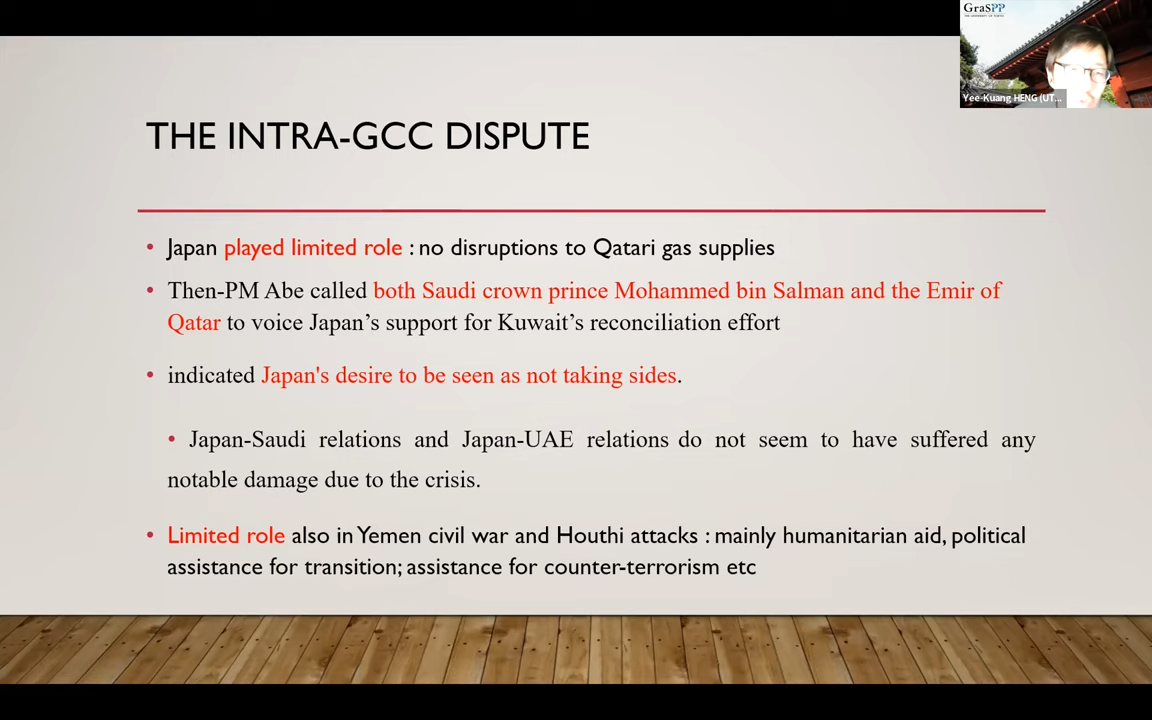 GraSPP
THE UNIVERSITY OF TOKYO
Yee-Kuang HENG (UT...
THE INTRA-GCC DISPUTE
• Japan played limited role : no disruptions to Qatari gas supplies
• Then-PM Abe called both Saudi crown prince Mohammed bin Salman and the Emir of
Qatar to voice Japan’s support for Kuwait’s reconciliation effort
• indicated Japan's desire to be seen as not taking sides.
• Japan-Saudi relations and Japan-UAE relations do not seem to have suffered any
notable damage due to the crisis.
• Limited role also in Yemen civil war and Houthi attacks : mainly humanitarian aid, political
assistance for transition; assistance for counter-terrorism etc